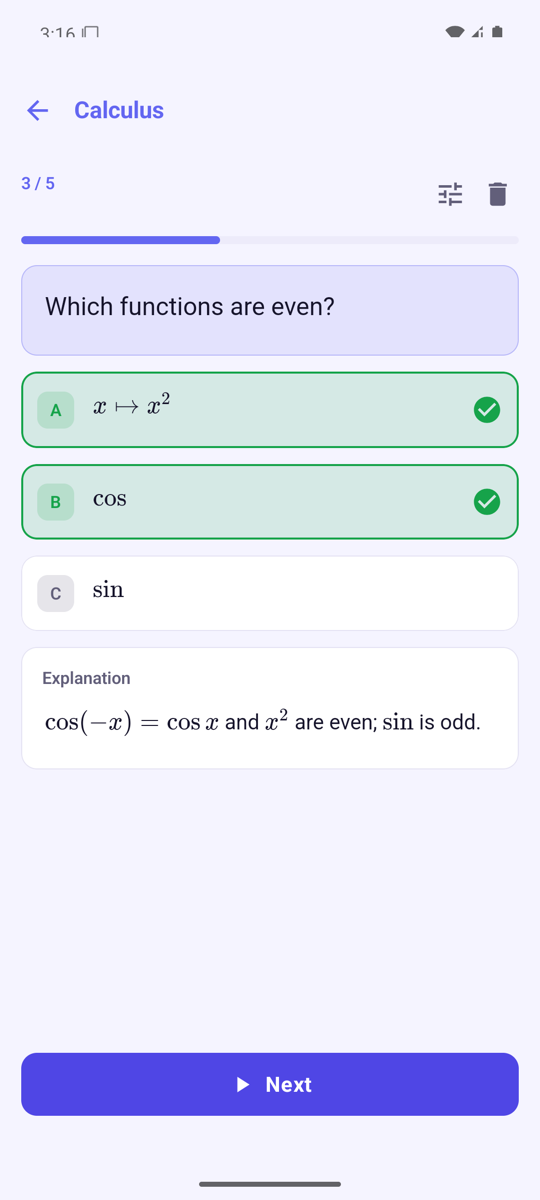 3:16
Calculus
3 / 5
Which functions are even?
A x ↦ x²
B cos
C sin
Explanation
cos(−x) = cos x and x² are even; sin is odd.
Next